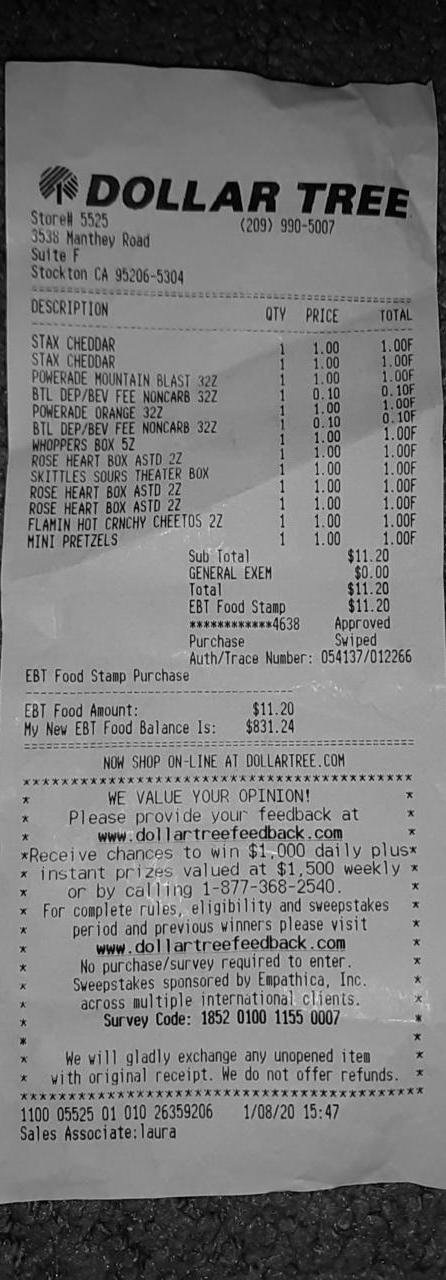 DOLLAR TREE
Store# 5525 (209) 990-5007
3538 Manthey Road
Suite F
Stockton CA 95206-5304
DESCRIPTION QTY PRICE TOTAL
STAX CHEDDAR 1 1.00 1.00F
STAX CHEDDAR 1 1.00 1.00F
POWERADE MOUNTAIN BLAST 32Z 1 1.00 1.00F
BTL DEP/BEV FEE NONCARB 32Z 1 0.10 0.10F
POWERADE ORANGE 32Z 1 1.00 1.00F
BTL DEP/BEV FEE NONCARB 32Z 1 0.10 0.10F
WHOPPERS BOX 5Z 1 1.00 1.00F
ROSE HEART BOX ASTD 2Z 1 1.00 1.00F
SKITTLES SOURS THEATER BOX 1 1.00 1.00F
ROSE HEART BOX ASTD 2Z 1 1.00 1.00F
ROSE HEART BOX ASTD 2Z 1 1.00 1.00F
FLAMIN HOT CRNCHY CHEETOS 2Z 1 1.00 1.00F
MINI PRETZELS 1 1.00 1.00F
Sub Total $11.20
GENERAL EXEM $0.00
Total $11.20
EBT Food Stamp $11.20
************4638 Approved
Purchase Swiped
Auth/Trace Number: 054137/012266
EBT Food Stamp Purchase
EBT Food Amount: $11.20
My New EBT Food Balance Is: $831.24
NOW SHOP ON-LINE AT DOLLARTREE.COM
******************************************
* WE VALUE YOUR OPINION! *
* Please provide your feedback at *
* www.dollartreefeedback.com *
*Receive chances to win $1,000 daily plus*
* instant prizes valued at $1,500 weekly *
* or by calling 1-877-368-2540. *
* For complete rules, eligibility and sweepstakes *
* period and previous winners please visit *
* www.dollartreefeedback.com *
* No purchase/survey required to enter. *
* Sweepstakes sponsored by Empathica, Inc. *
* across multiple international clients. *
* Survey Code: 1852 0100 1155 0007 *
* *
* We will gladly exchange any unopened item *
* with original receipt. We do not offer refunds. *
******************************************
1100 05525 01 010 26359206 1/08/20 15:47
Sales Associate:laura